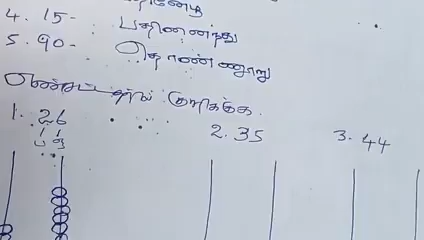 4. 15- பதினைந்து
5. 90- தொண்ணூறு
குறிக்க.
1. 26 2. 35 3. 44